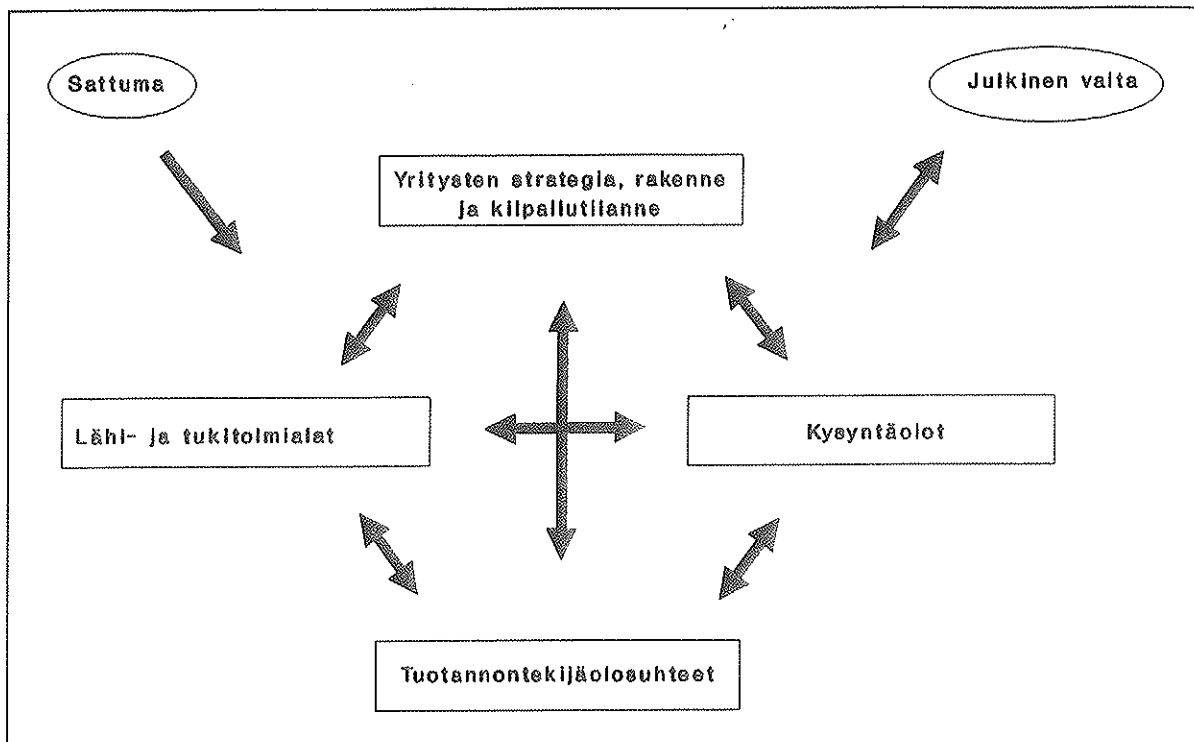 Sattuma
Julkinen valta
Yritysten strategia, rakenne
ja kilpailutilanne
Lähi- ja tukitoimialat
Kysyntäolot
Tuotannontekijäolosuhteet